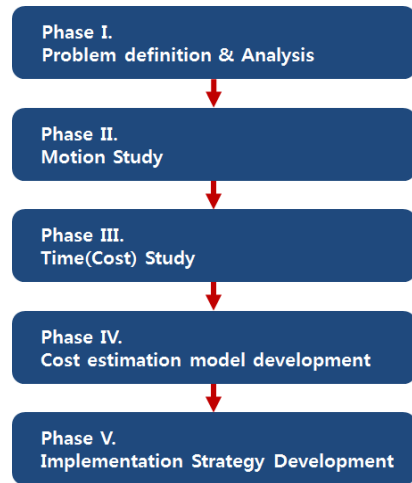 Phase I.
Problem definition & Analysis
Phase II.
Motion Study
Phase III.
Time(Cost) Study
Phase IV.
Cost estimation model development
Phase V.
Implementation Strategy Development